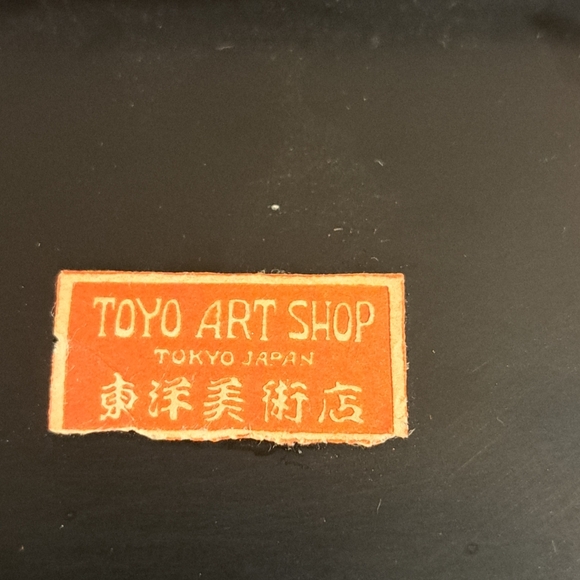 TOYO ART SHOP
TOKYO JAPAN
東洋美術店